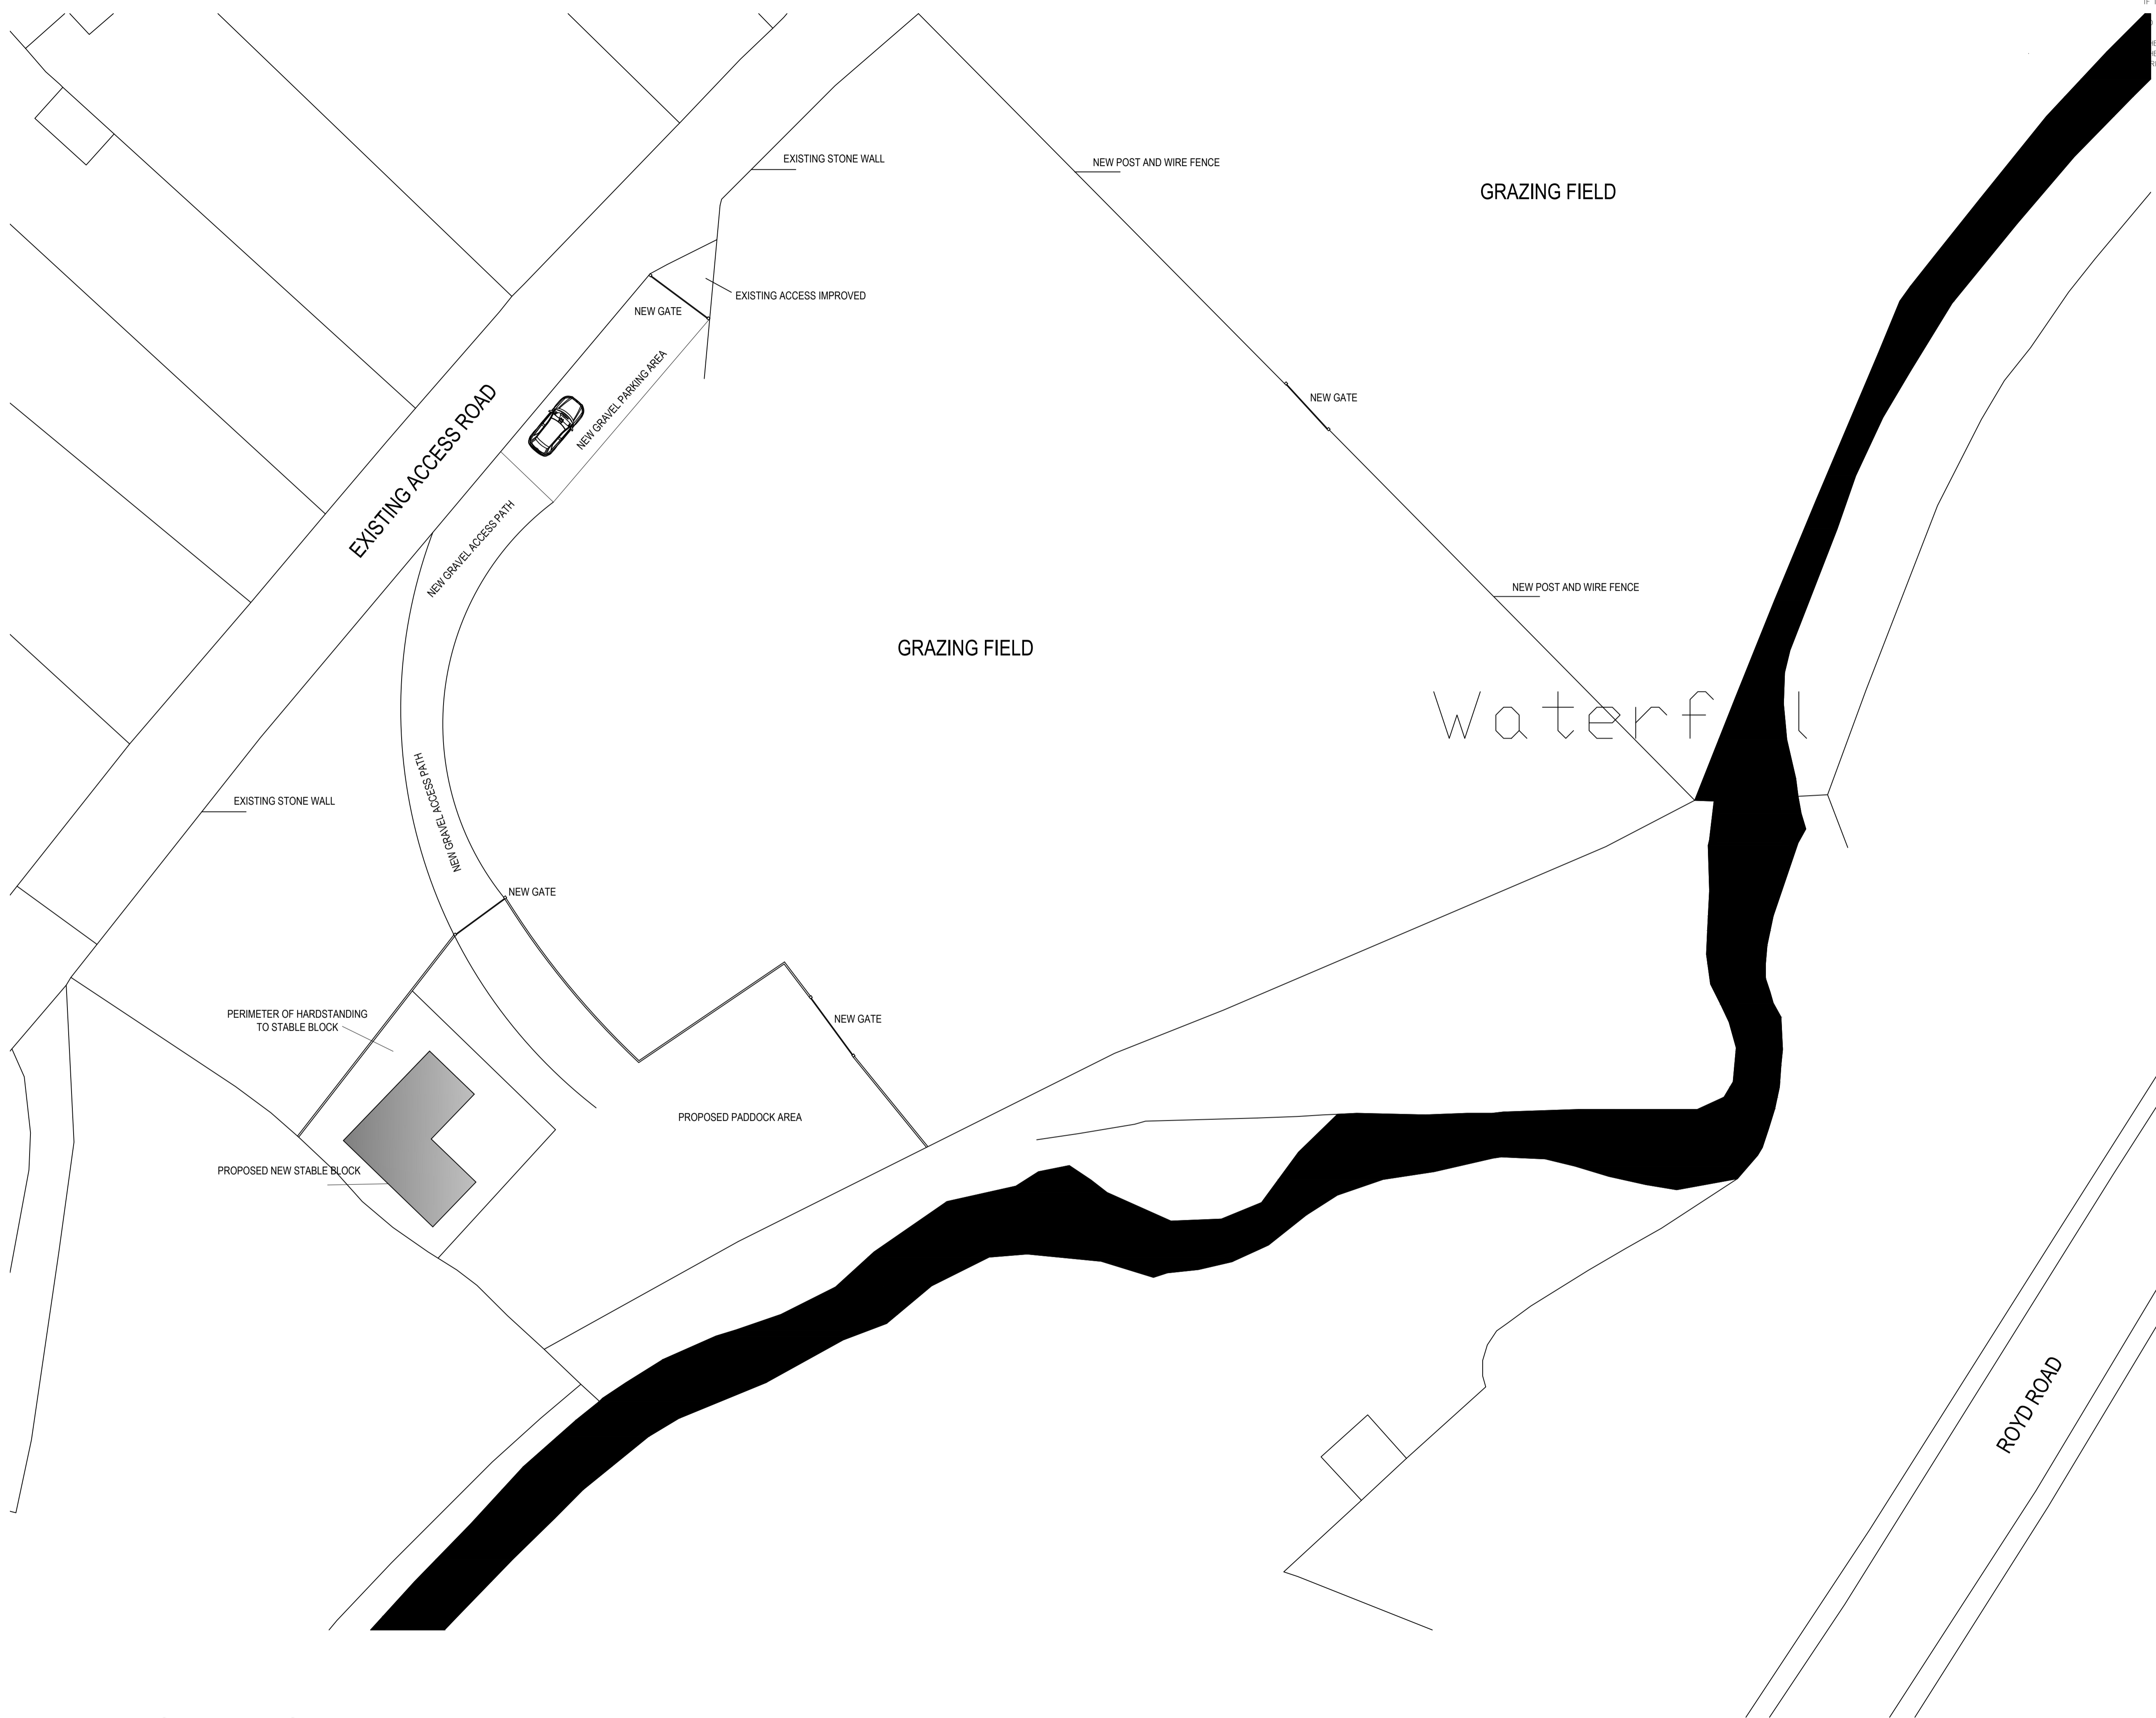 EXISTING STONE WALL
NEW POST AND WIRE FENCE
GRAZING FIELD
EXISTING ACCESS IMPROVED
NEW GATE
NEW GRAVEL PARKING AREA
NEW GATE
EXISTING ACCESS ROAD
NEW GRAVEL ACCESS PATH
NEW POST AND WIRE FENCE
GRAZING FIELD
Waterf l
NEW GRAVEL ACCESS PATH
EXISTING STONE WALL
NEW GATE
PERIMETER OF HARDSTANDING
TO STABLE BLOCK
NEW GATE
PROPOSED PADDOCK AREA
PROPOSED NEW STABLE BLOCK
ROYD ROAD